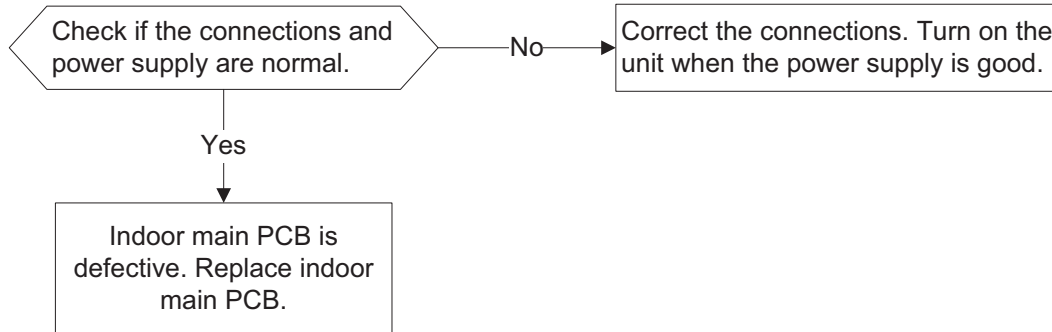 Check if the connections and
power supply are normal.
No
Correct the connections. Turn on the
unit when the power supply is good.
Yes
Indoor main PCB is
defective. Replace indoor
main PCB.